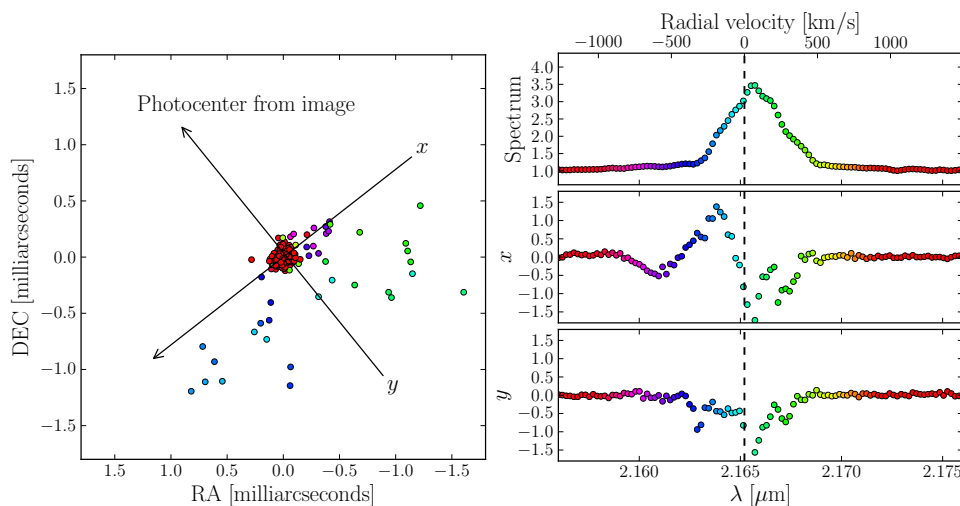 Photocenter from image
x
y
DEC [milliarcseconds]
1.5
1.0
0.5
0.0
−0.5
−1.0
−1.5
1.5 1.0 0.5 0.0 −0.5 −1.0 −1.5
RA [milliarcseconds]
Radial velocity [km/s]
−1000 −500 0 500 1000
Spectrum
4.0
3.5
3.0
2.5
2.0
1.5
1.0
x
1.5
1.0
0.5
0.0
−0.5
−1.0
−1.5
y
1.5
1.0
0.5
0.0
−0.5
−1.0
−1.5
2.160 2.165 2.170 2.175
λ [μm]